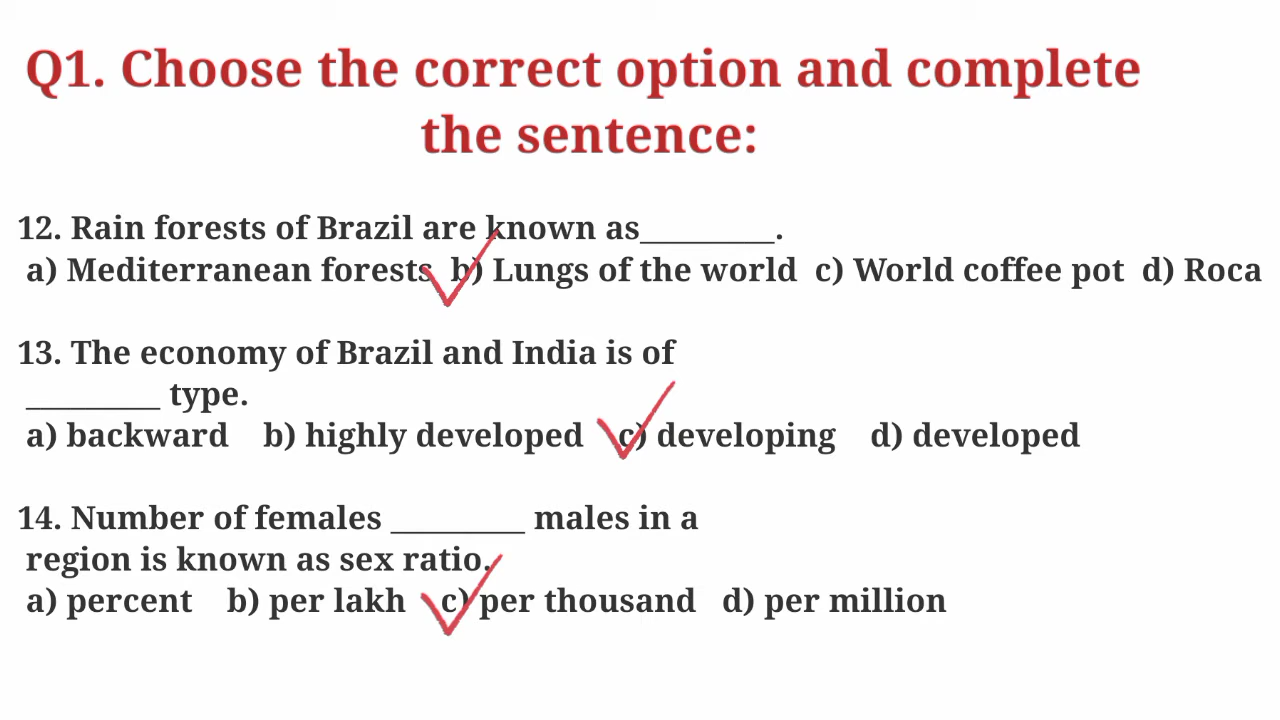 Q1. Choose the correct option and complete
the sentence:
12. Rain forests of Brazil are known as_________.
a) Mediterranean forests b) Lungs of the world c) World coffee pot d) Roca
13. The economy of Brazil and India is of
_________ type.
a) backward b) highly developed c) developing d) developed
14. Number of females _________ males in a
region is known as sex ratio.
a) percent b) per lakh c) per thousand d) per million